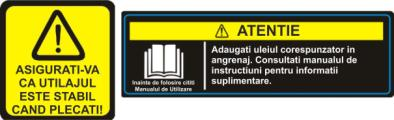 ASIGURATI-VA
CA UTILAJUL
ESTE STABIL
CAND PLECATI!
ATENTIE
Adaugati uleiul corespunzator in
angrenaj. Consultati manualul de
instructiuni pentru informatii
suplimentare.
Inainte de folosire cititi
Manualul de Utilizare